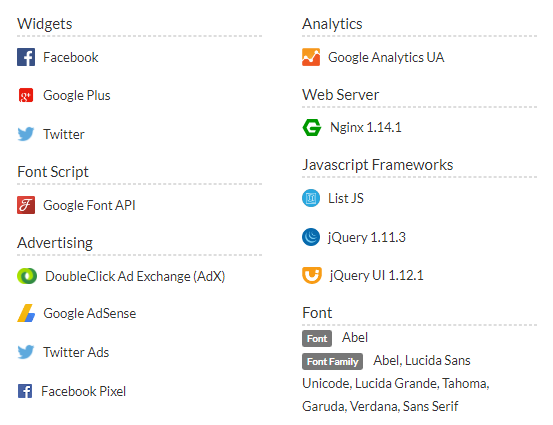 Widgets
Facebook
Google Plus
Twitter
Font Script
Google Font API
Advertising
DoubleClick Ad Exchange (AdX)
Google AdSense
Twitter Ads
Facebook Pixel
Analytics
Google Analytics UA
Web Server
Nginx 1.14.1
Javascript Frameworks
List JS
jQuery 1.11.3
jQuery UI 1.12.1
Font
Font Abel
Font Family Abel, Lucida Sans
Unicode, Lucida Grande, Tahoma,
Garuda, Verdana, Sans Serif